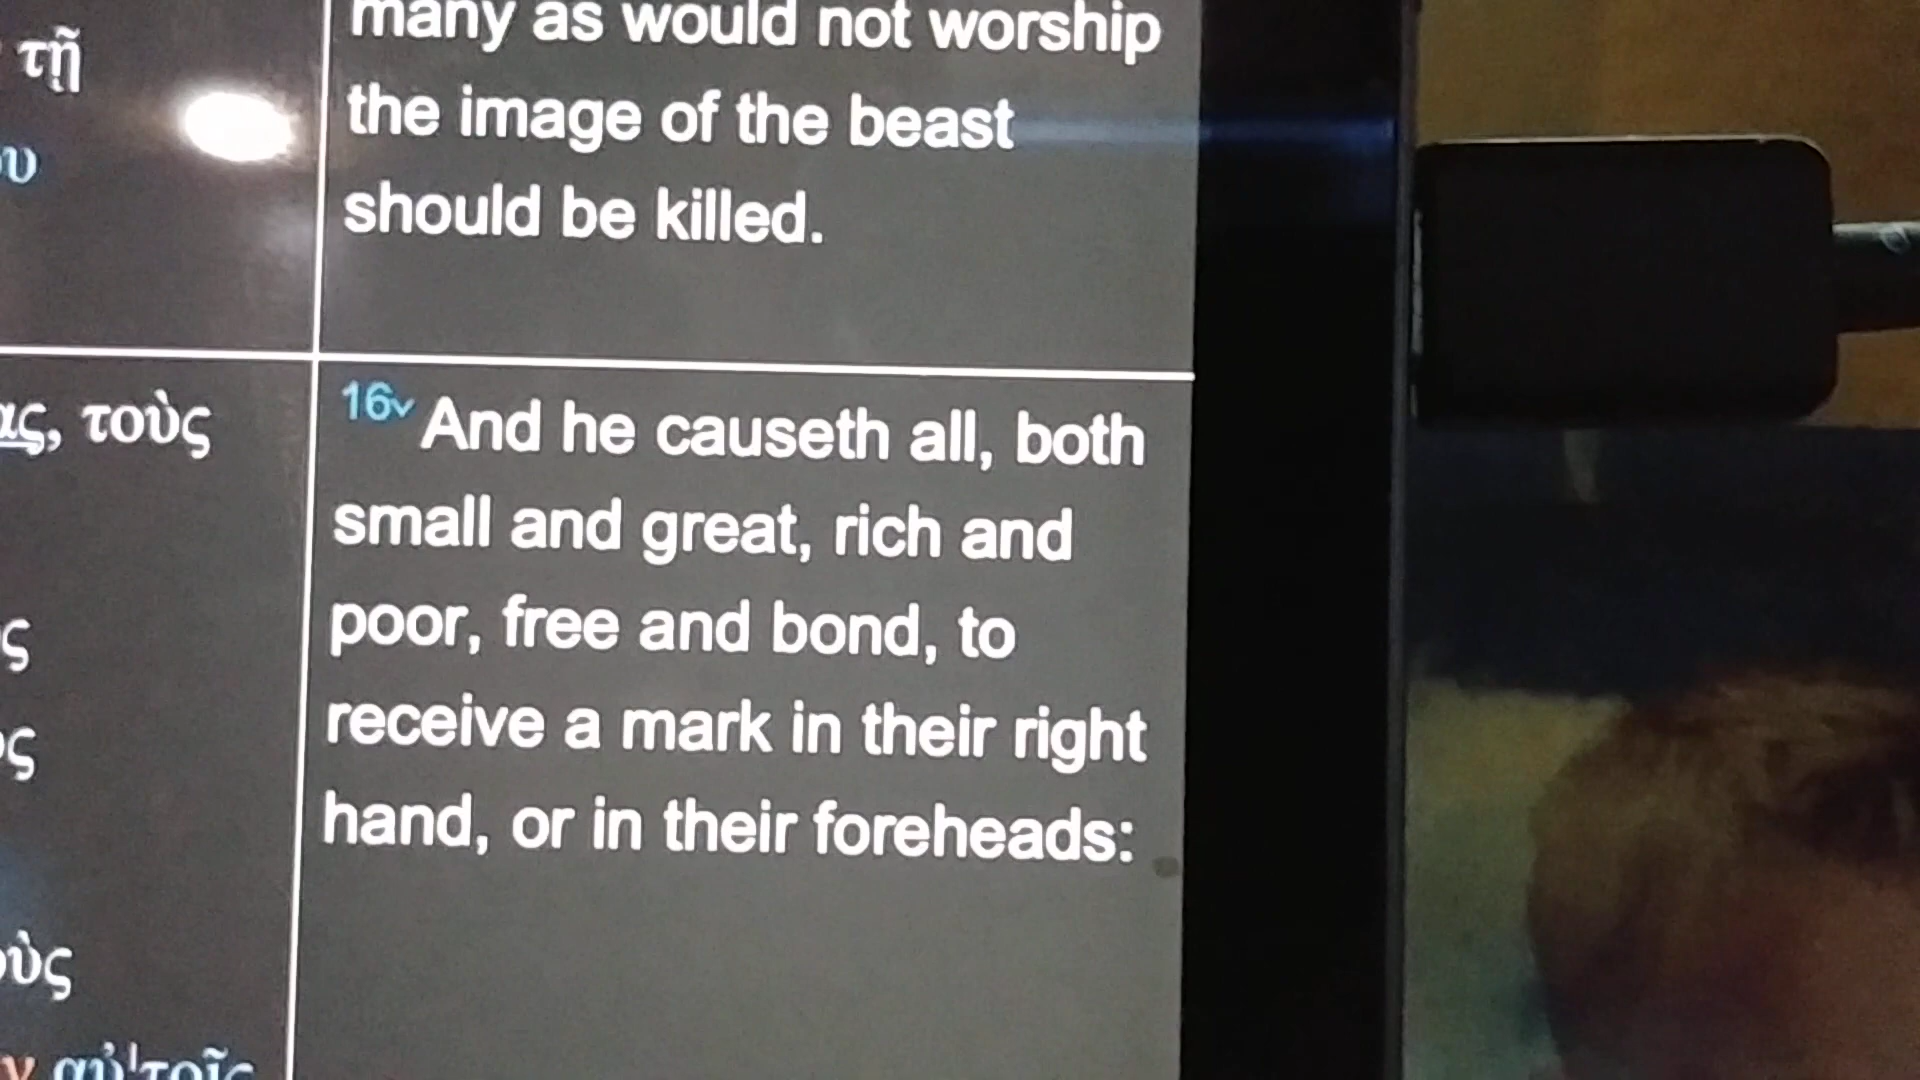 τῇ
many as would not worship
the image of the beast
should be killed.
τοὺς
16 And he causeth all, both
small and great, rich and
poor, free and bond, to
receive a mark in their right
hand, or in their foreheads: